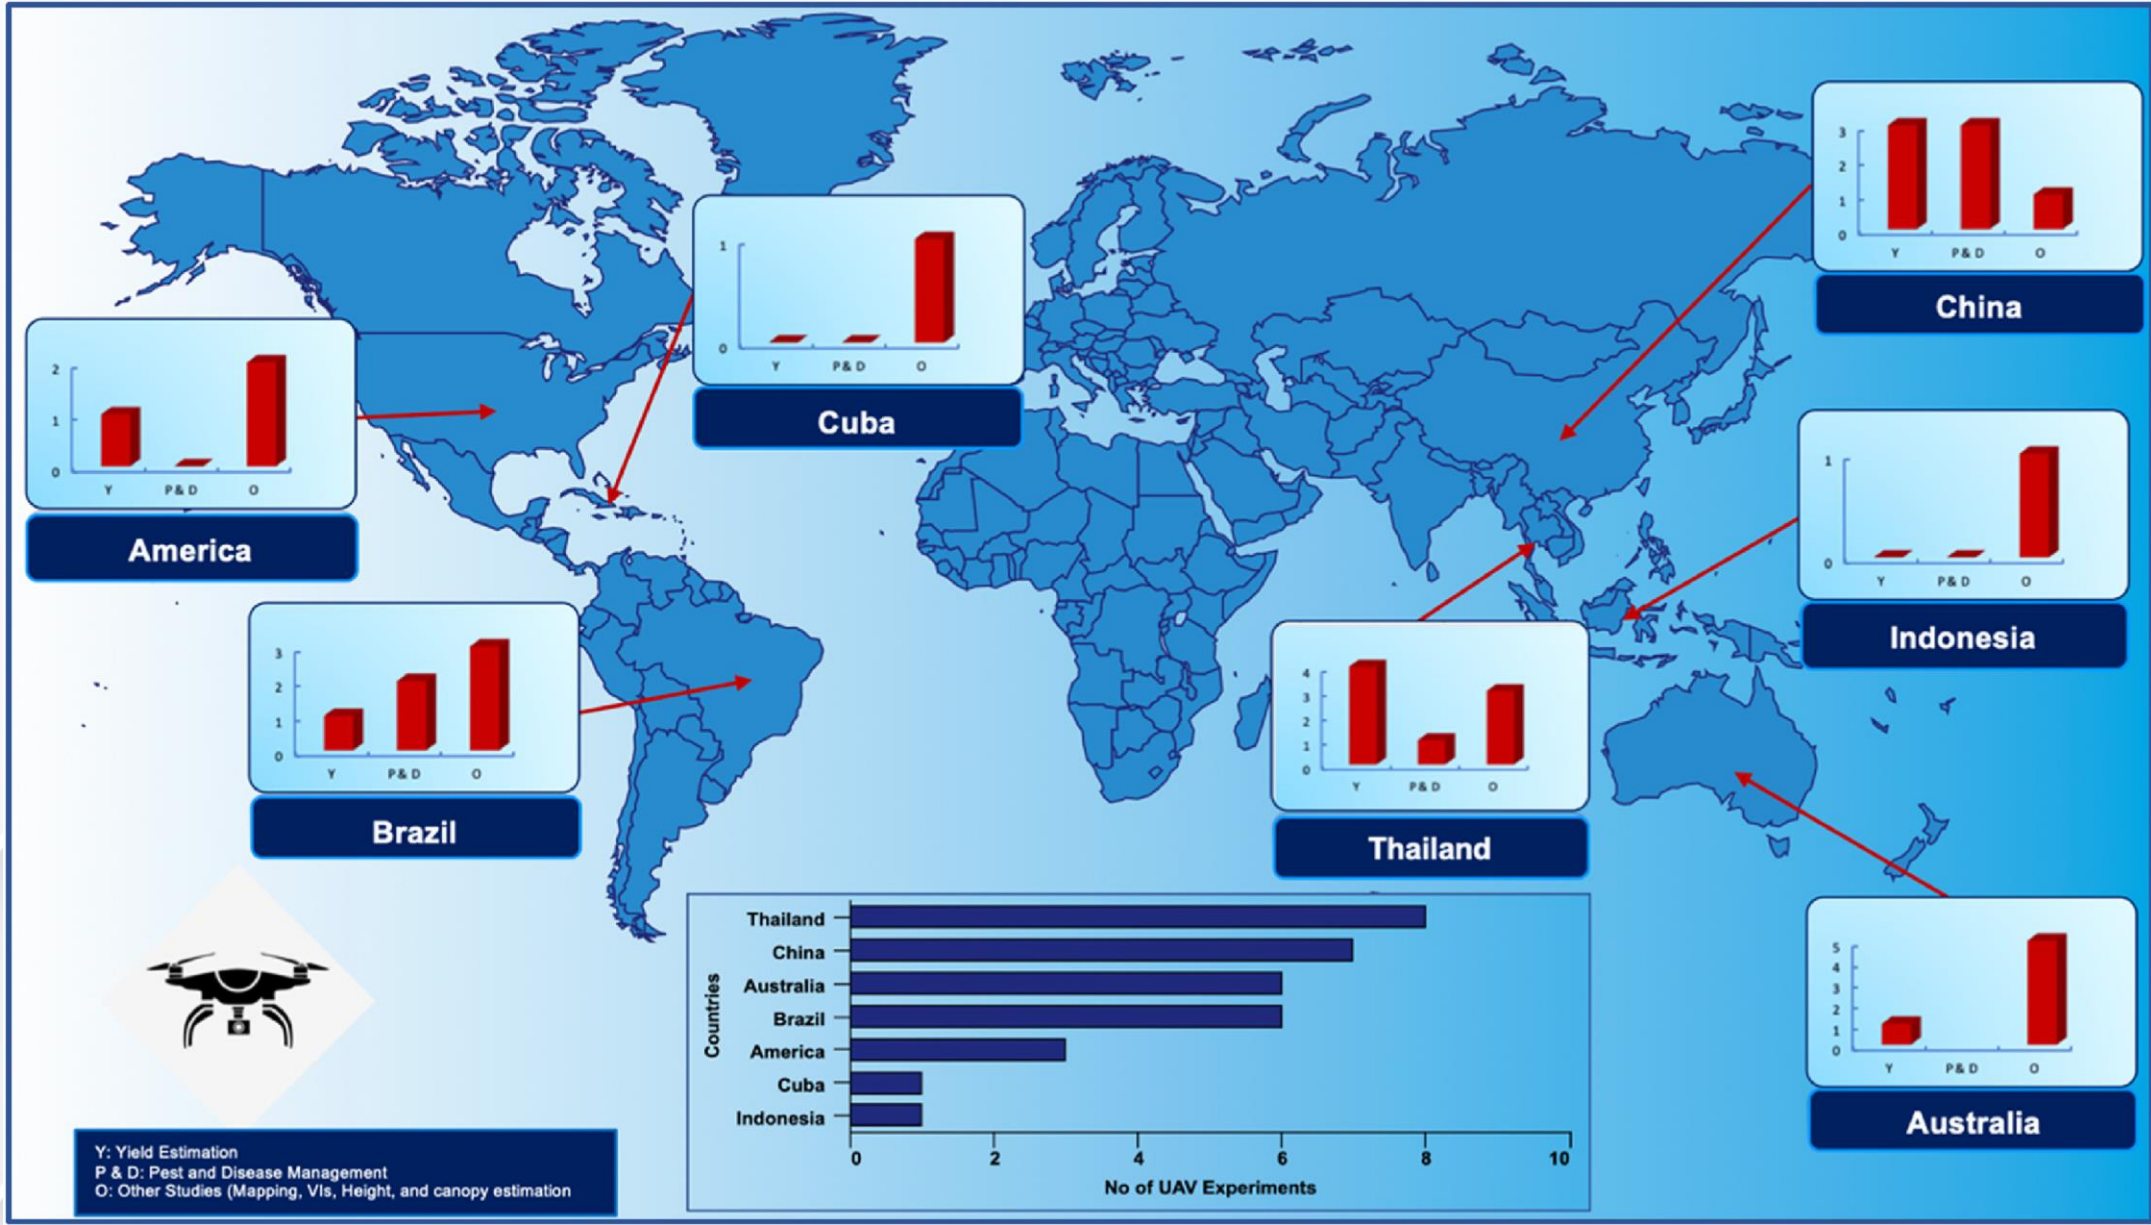 3
2
1
0
Y P & D O
China
1
0
Y P & D O
Cuba
2
1
0
Y P & D O
America
1
0
Y P & D O
Indonesia
3
2
1
0
Y P & D O
Brazil
4
3
2
1
0
Y P & D O
Thailand
5
4
3
2
1
0
Y P & D O
Australia
Countries
Thailand
China
Australia
Brazil
America
Cuba
Indonesia
0 2 4 6 8 10
No of UAV Experiments
Y: Yield Estimation
P & D: Pest and Disease Management
O: Other Studies (Mapping, VIs, Height, and canopy estimation